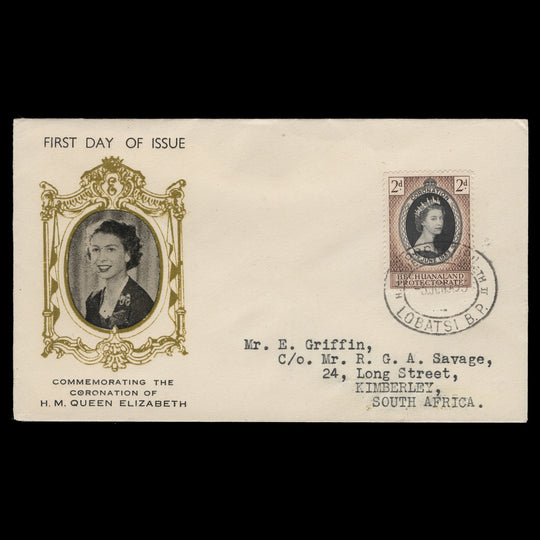 FIRST DAY OF ISSUE
COMMEMORATING THE
CORONATION OF
H. M. QUEEN ELIZABETH
2d 2d
CORONATION
BECHUANALAND
PROTECTORATE
LOBATSI B.P.
Mr. E. Griffin,
C/o. Mr. R. G. A. Savage,
24, Long Street,
KIMBERLEY,
SOUTH AFRICA.